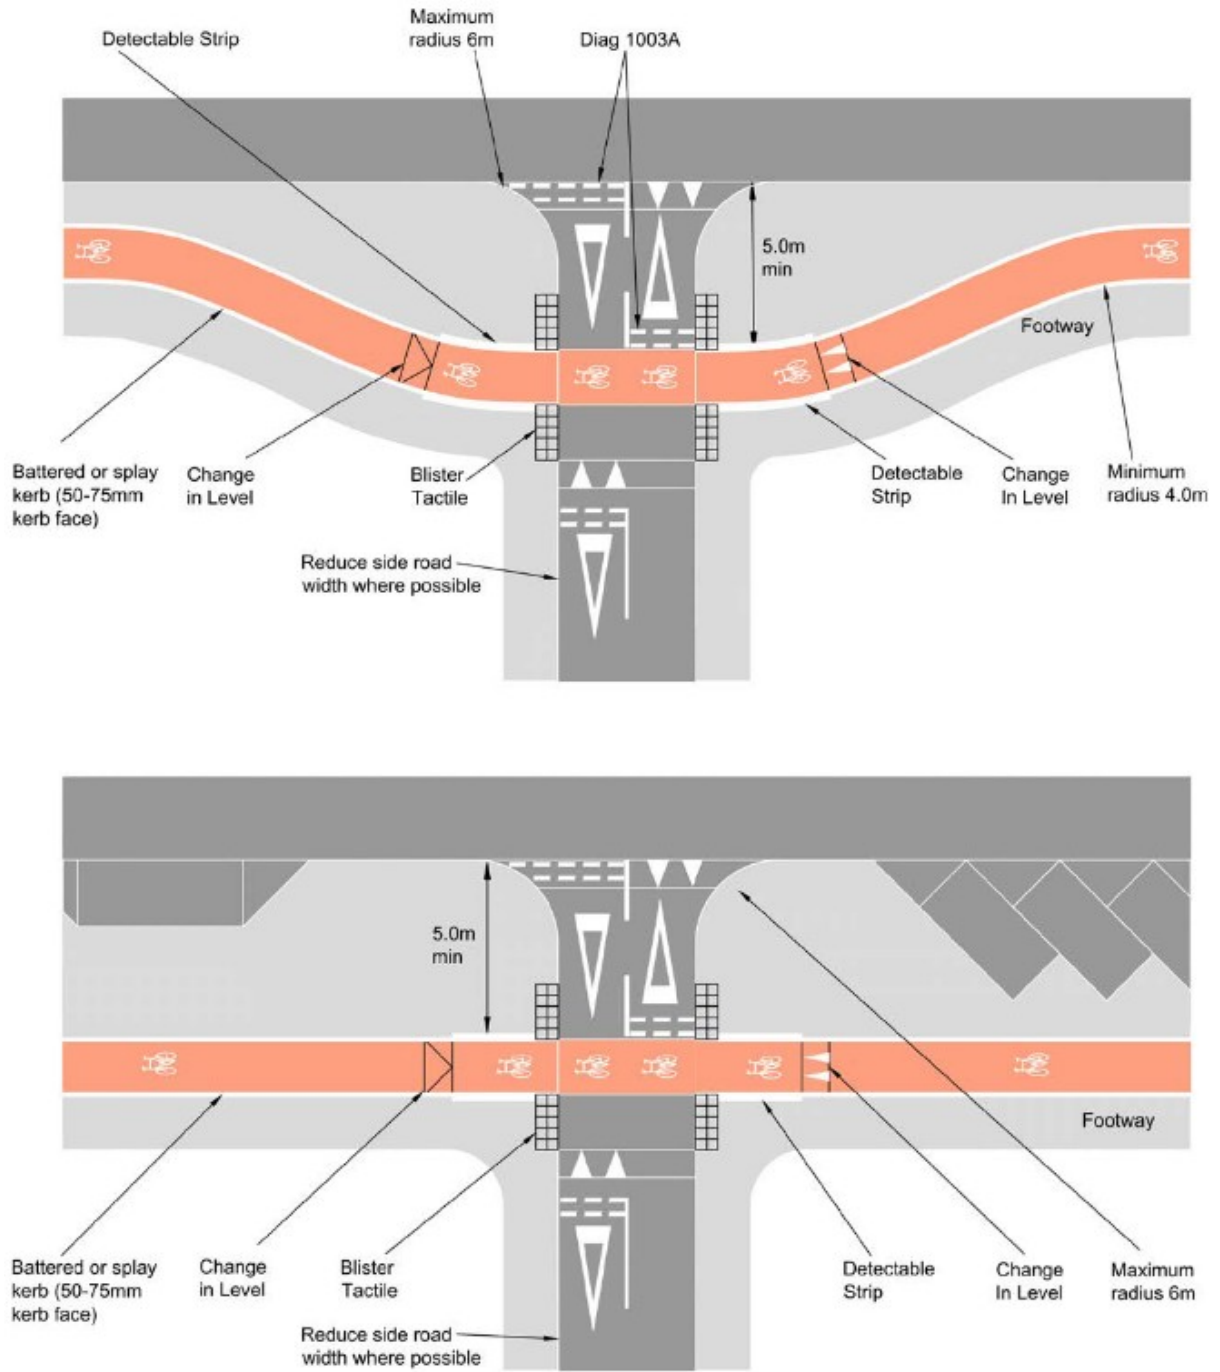 Maximum
radius 6m
Detectable Strip
Diag 1003A
5.0m
min
Footway
Battered or splay
kerb (50-75mm
kerb face)
Change
in Level
Blister
Tactile
Detectable
Strip
Change
In Level
Minimum
radius 4.0m
Reduce side road
width where possible
5.0m
min
Footway
Battered or splay
kerb (50-75mm
kerb face)
Change
in Level
Blister
Tactile
Detectable
Strip
Change
In Level
Maximum
radius 6m
Reduce side road
width where possible